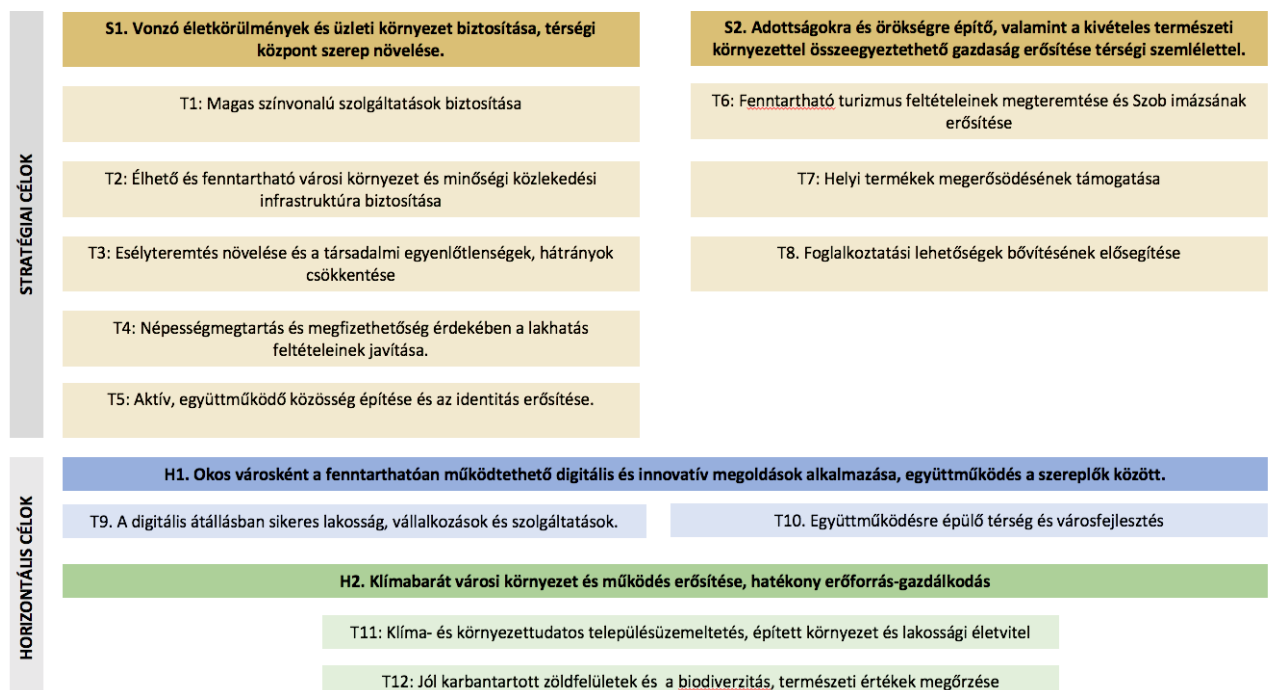 STRATÉGIAI CÉLOK
S1. Vonzó életkörülmények és üzleti környezet biztosítása, térségi
központ szerep növelése.
T1: Magas színvonalú szolgáltatások biztosítása
T2: Élhető és fenntartható városi környezet és minőségi közlekedési
infrastruktúra biztosítása
T3: Esélyteremtés növelése és a társadalmi egyenlőtlenségek, hátrányok
csökkentése
T4: Népességmegtartás és megfizethetőség érdekében a lakhatás
feltételeinek javítása.
T5: Aktív, együttműködő közösség építése és az identitás erősítése.
S2. Adottságokra és örökségre építő, valamint a kivételes természeti
környezettel összeegyeztethető gazdaság erősítése térségi szemlélettel.
T6: Fenntartható turizmus feltételeinek megteremtése és Szob imázsának
erősítése
T7: Helyi termékek megerősödésének támogatása
T8. Foglalkoztatási lehetőségek bővítésének elősegítése
HORIZONTÁLIS CÉLOK
H1. Okos városként a fenntarthatóan működtethető digitális és innovatív megoldások alkalmazása, együttműködés a szereplők között.
T9. A digitális átállásban sikeres lakosság, vállalkozások és szolgáltatások.
T10. Együttműködésre épülő térség és városfejlesztés
H2. Klímabarát városi környezet és működés erősítése, hatékony erőforrás-gazdálkodás
T11: Klíma- és környezettudatos településüzemeltetés, épített környezet és lakossági életvitel
T12: Jól karbantartott zöldfelületek és a biodiverzitás, természeti értékek megőrzése